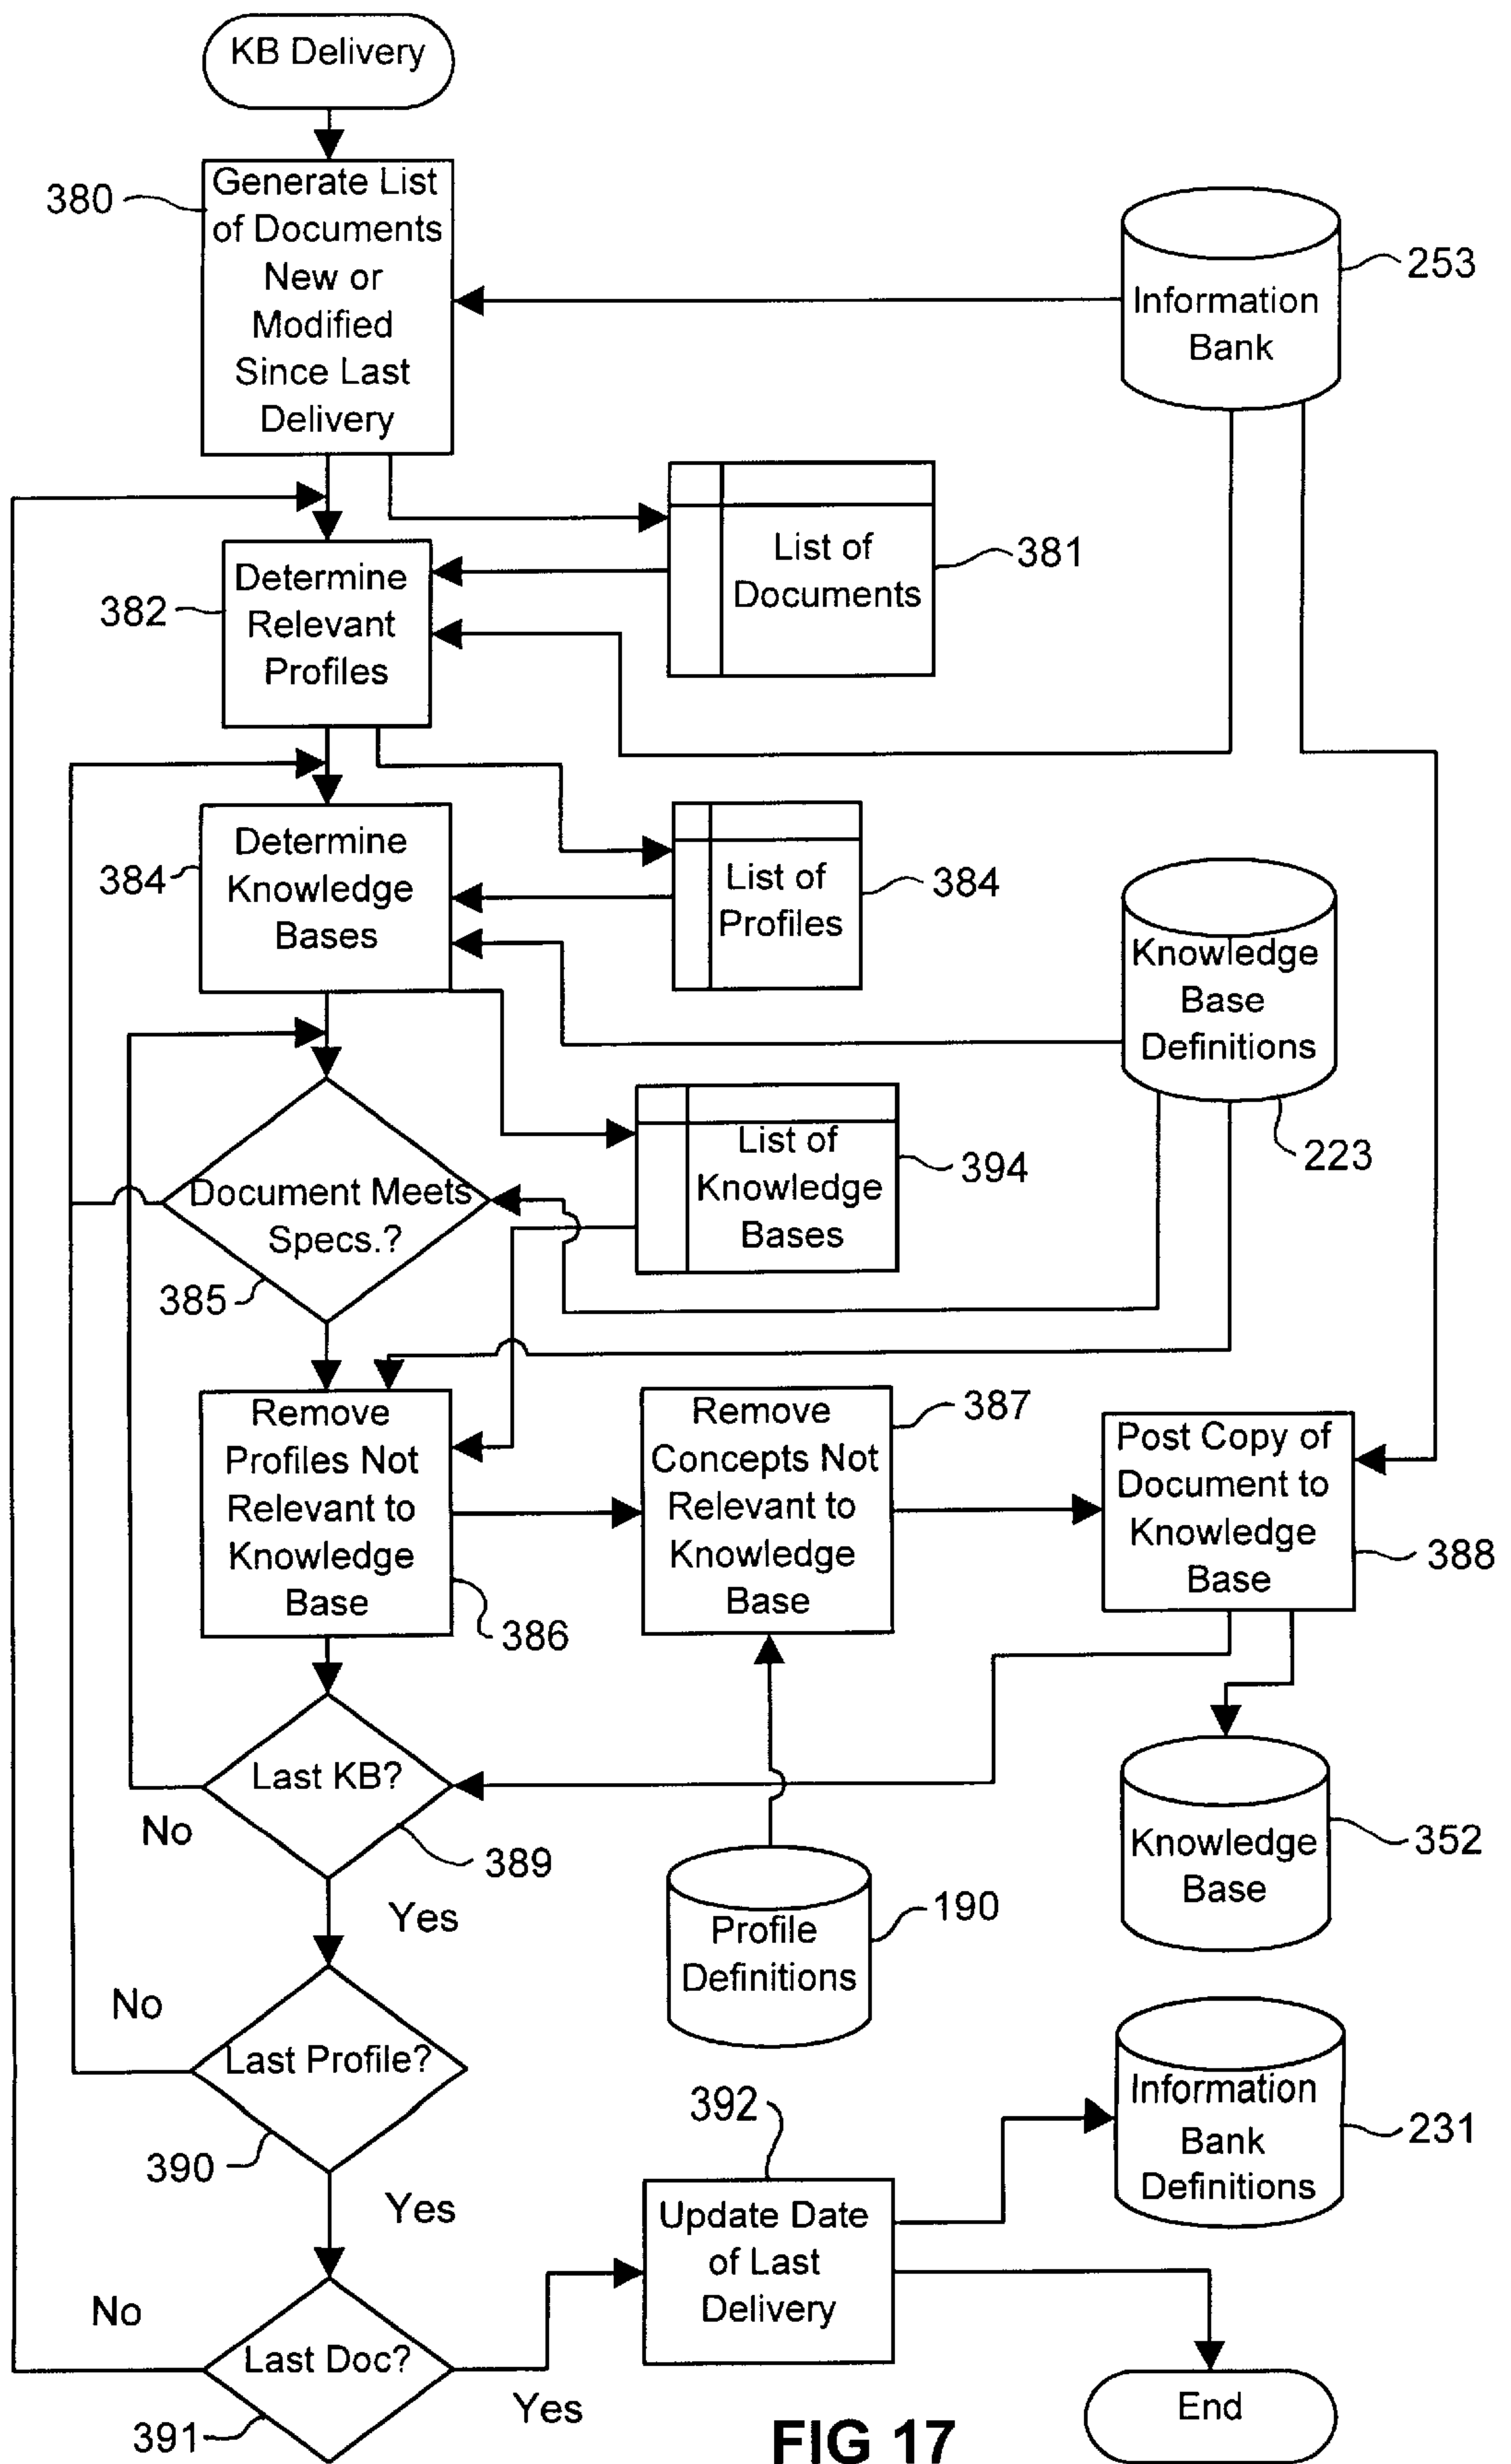 KB Delivery
380
Generate List
of Documents
New or
Modified
Since Last
Delivery
253
Information
Bank
List of
Documents
381
382
Determine
Relevant
Profiles
384
Determine
Knowledge
Bases
List of
Profiles
384
Knowledge
Base
Definitions
223
List of
Knowledge
Bases
394
Document Meets
Specs.?
385
Remove
Profiles Not
Relevant to
Knowledge
Base
386
Remove
Concepts Not
Relevant to
Knowledge
Base
387
Post Copy of
Document to
Knowledge
Base
388
Last KB?
No
389
Yes
Profile
Definitions
190
Knowledge
Base
352
No
Last Profile?
390
Yes
392
Update Date
of Last
Delivery
Information
Bank
Definitions
231
No
Last Doc?
391
Yes
End
FIG 17